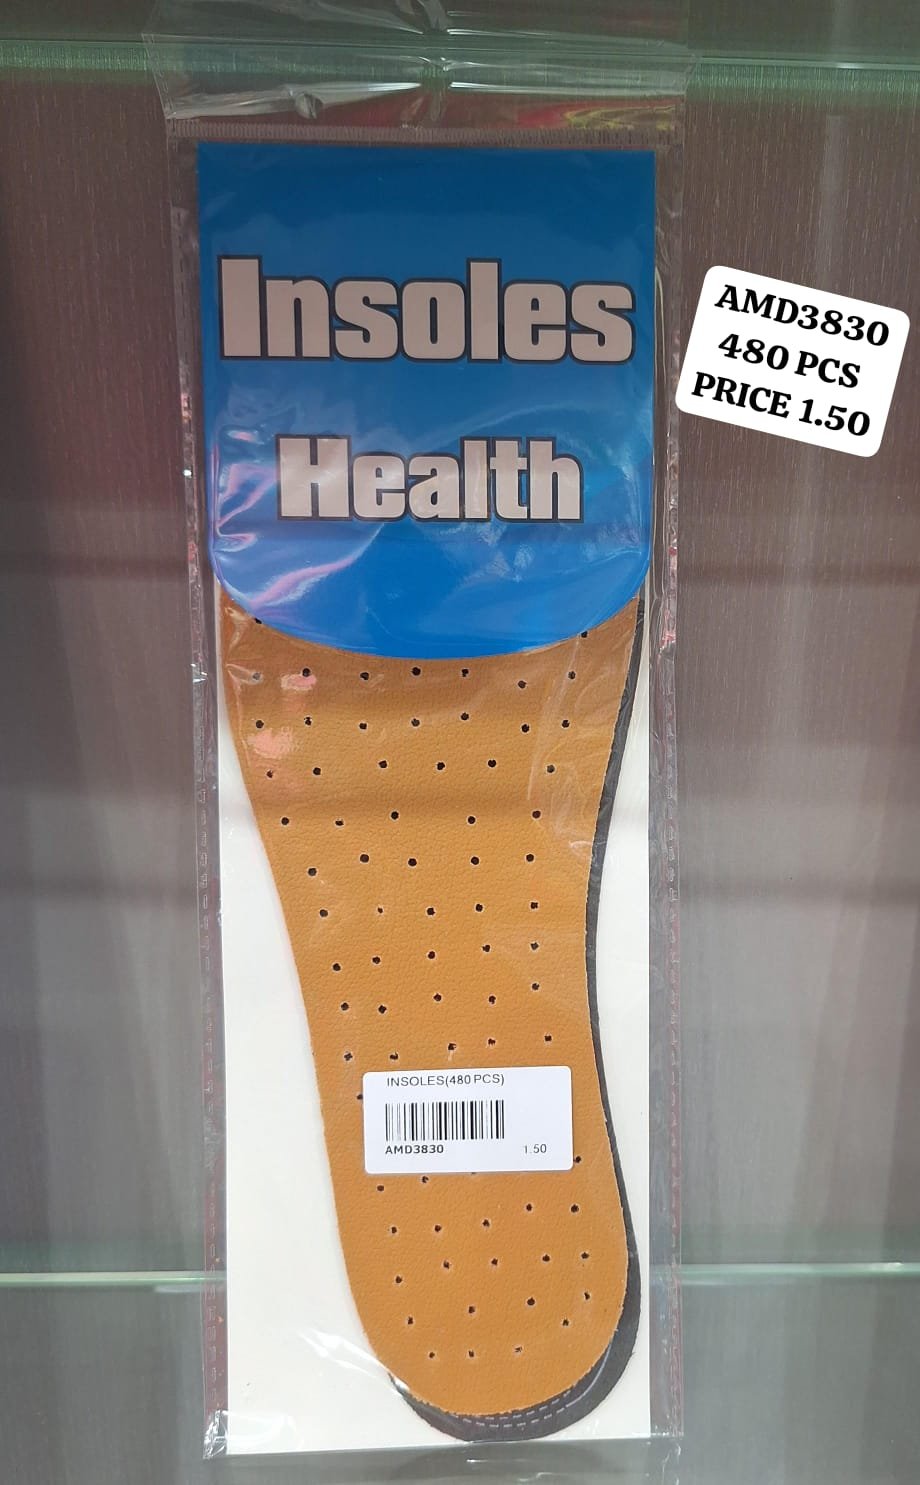 Insoles
Health
AMD3830
480 PCS
PRICE 1.50
INSOLES(480 PCS)
AMD3830 1.50